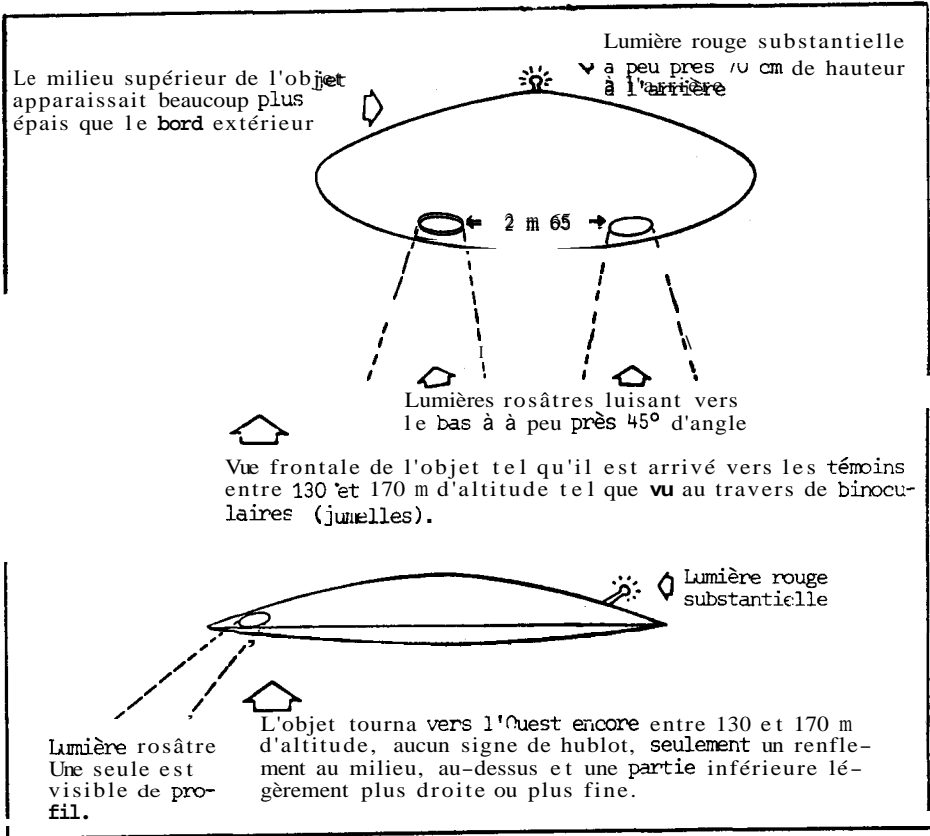 Lumière rouge substantielle
à peu près 70 cm de hauteur
à l'arrière
Le milieu supérieur de l'objet
apparaissait beaucoup plus
épais que le bord extérieur
2 m 65
Lumières rosâtres luisant vers
le bas à à peu près 45° d'angle
Vue frontale de l'objet tel qu'il est arrivé vers les témoins
entre 130 et 170 m d'altitude tel que vu au travers de binocu-
laires (jumelles).
Lumière rouge
substantielle
L'objet tourna vers l'Ouest encore entre 130 et 170 m
d'altitude, aucun signe de hublot, seulement un renfle-
ment au milieu, au-dessus et une partie inférieure lé-
gèrement plus droite ou plus fine.
Lumière rosâtre
Une seule est
visible de pro-
fil.